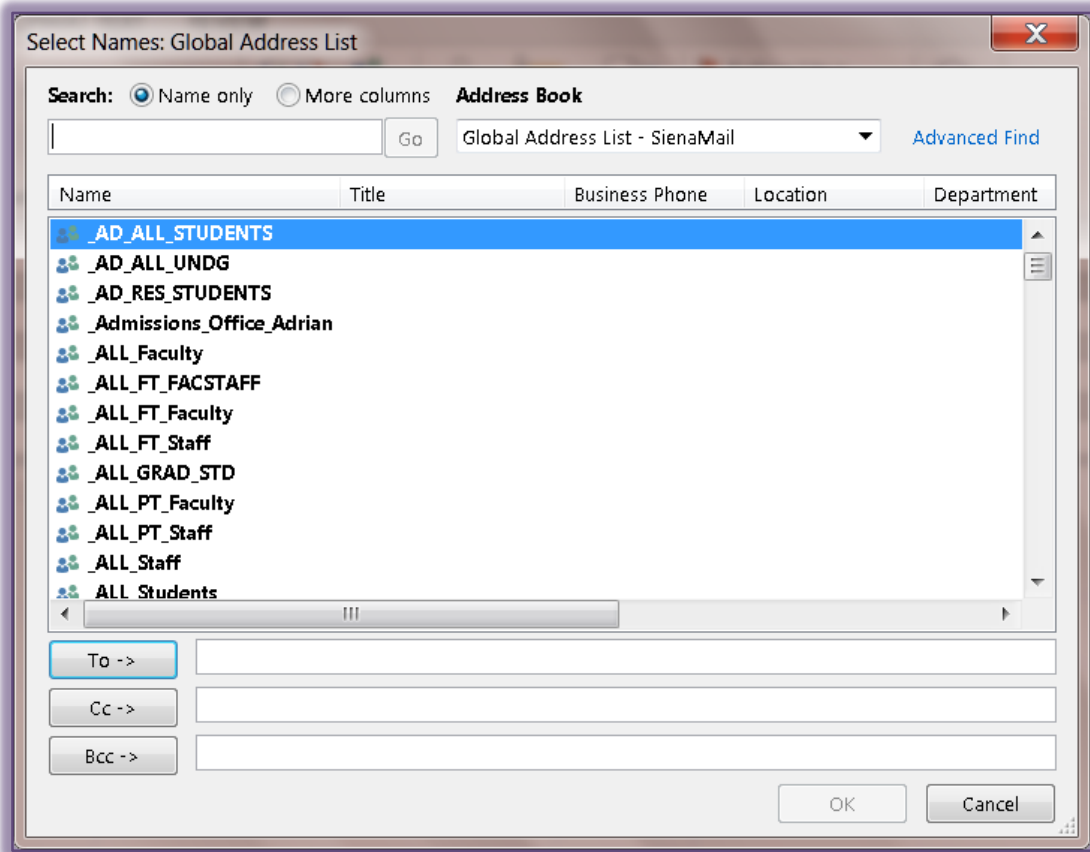 Select Names: Global Address List
X
Search: Name only More columns Address Book
Go Global Address List - SienaMail Advanced Find
Name Title Business Phone Location Department
_AD_ALL_STUDENTS
_AD_ALL_UNDG
_AD_RES_STUDENTS
_Admissions_Office_Adrian
_ALL_Faculty
_ALL_FT_FACSTAFF
_ALL_FT_Faculty
_ALL_FT_Staff
_ALL_GRAD_STD
_ALL_PT_Faculty
_ALL_PT_Staff
_ALL_Staff
_ALL_Students
To ->
Cc ->
Bcc ->
OK Cancel